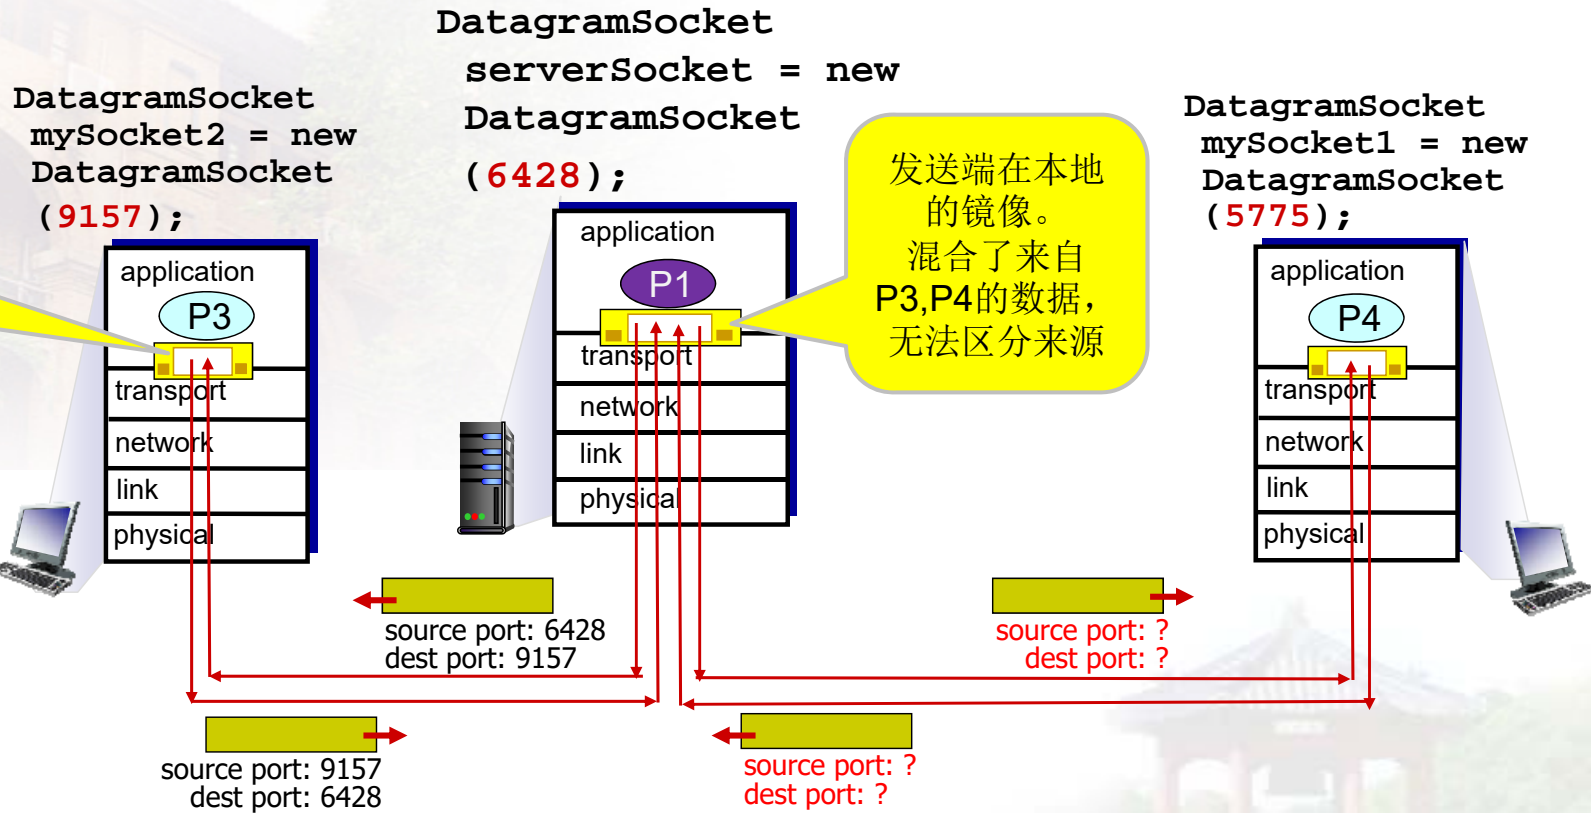 DatagramSocket
mySocket2 = new
DatagramSocket
(9157);
DatagramSocket
serverSocket = new
DatagramSocket
(6428);
DatagramSocket
mySocket1 = new
DatagramSocket
(5775);
发送端在本地
的镜像。
混合了来自
P3,P4的数据，
无法区分来源
application
P3
transport
network
link
physical
application
P1
transport
network
link
physical
application
P4
transport
network
link
physical
source port: 6428
dest port: 9157
source port: ?
dest port: ?
source port: 9157
dest port: 6428
source port: ?
dest port: ?